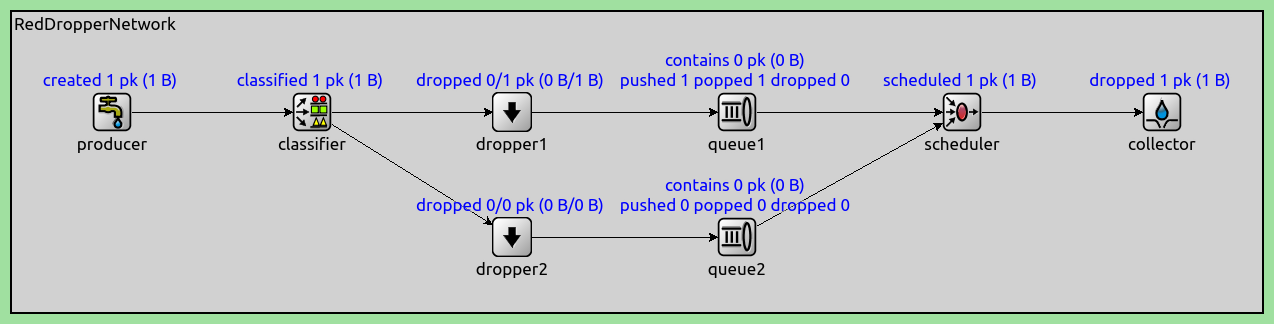 RedDropperNetwork
contains 0 pk (0 B)
created 1 pk (1 B)
classified 1 pk (1 B)
dropped 0/1 pk (0 B/1 B)
pushed 1 popped 1 dropped 0
scheduled 1 pk (1 B)
dropped 1 pk (1 B)
producer
classifier
dropper1
queue1
scheduler
collector
contains 0 pk (0 B)
dropped 0/0 pk (0 B/0 B)
pushed 0 popped 0 dropped 0
dropper2
queue2